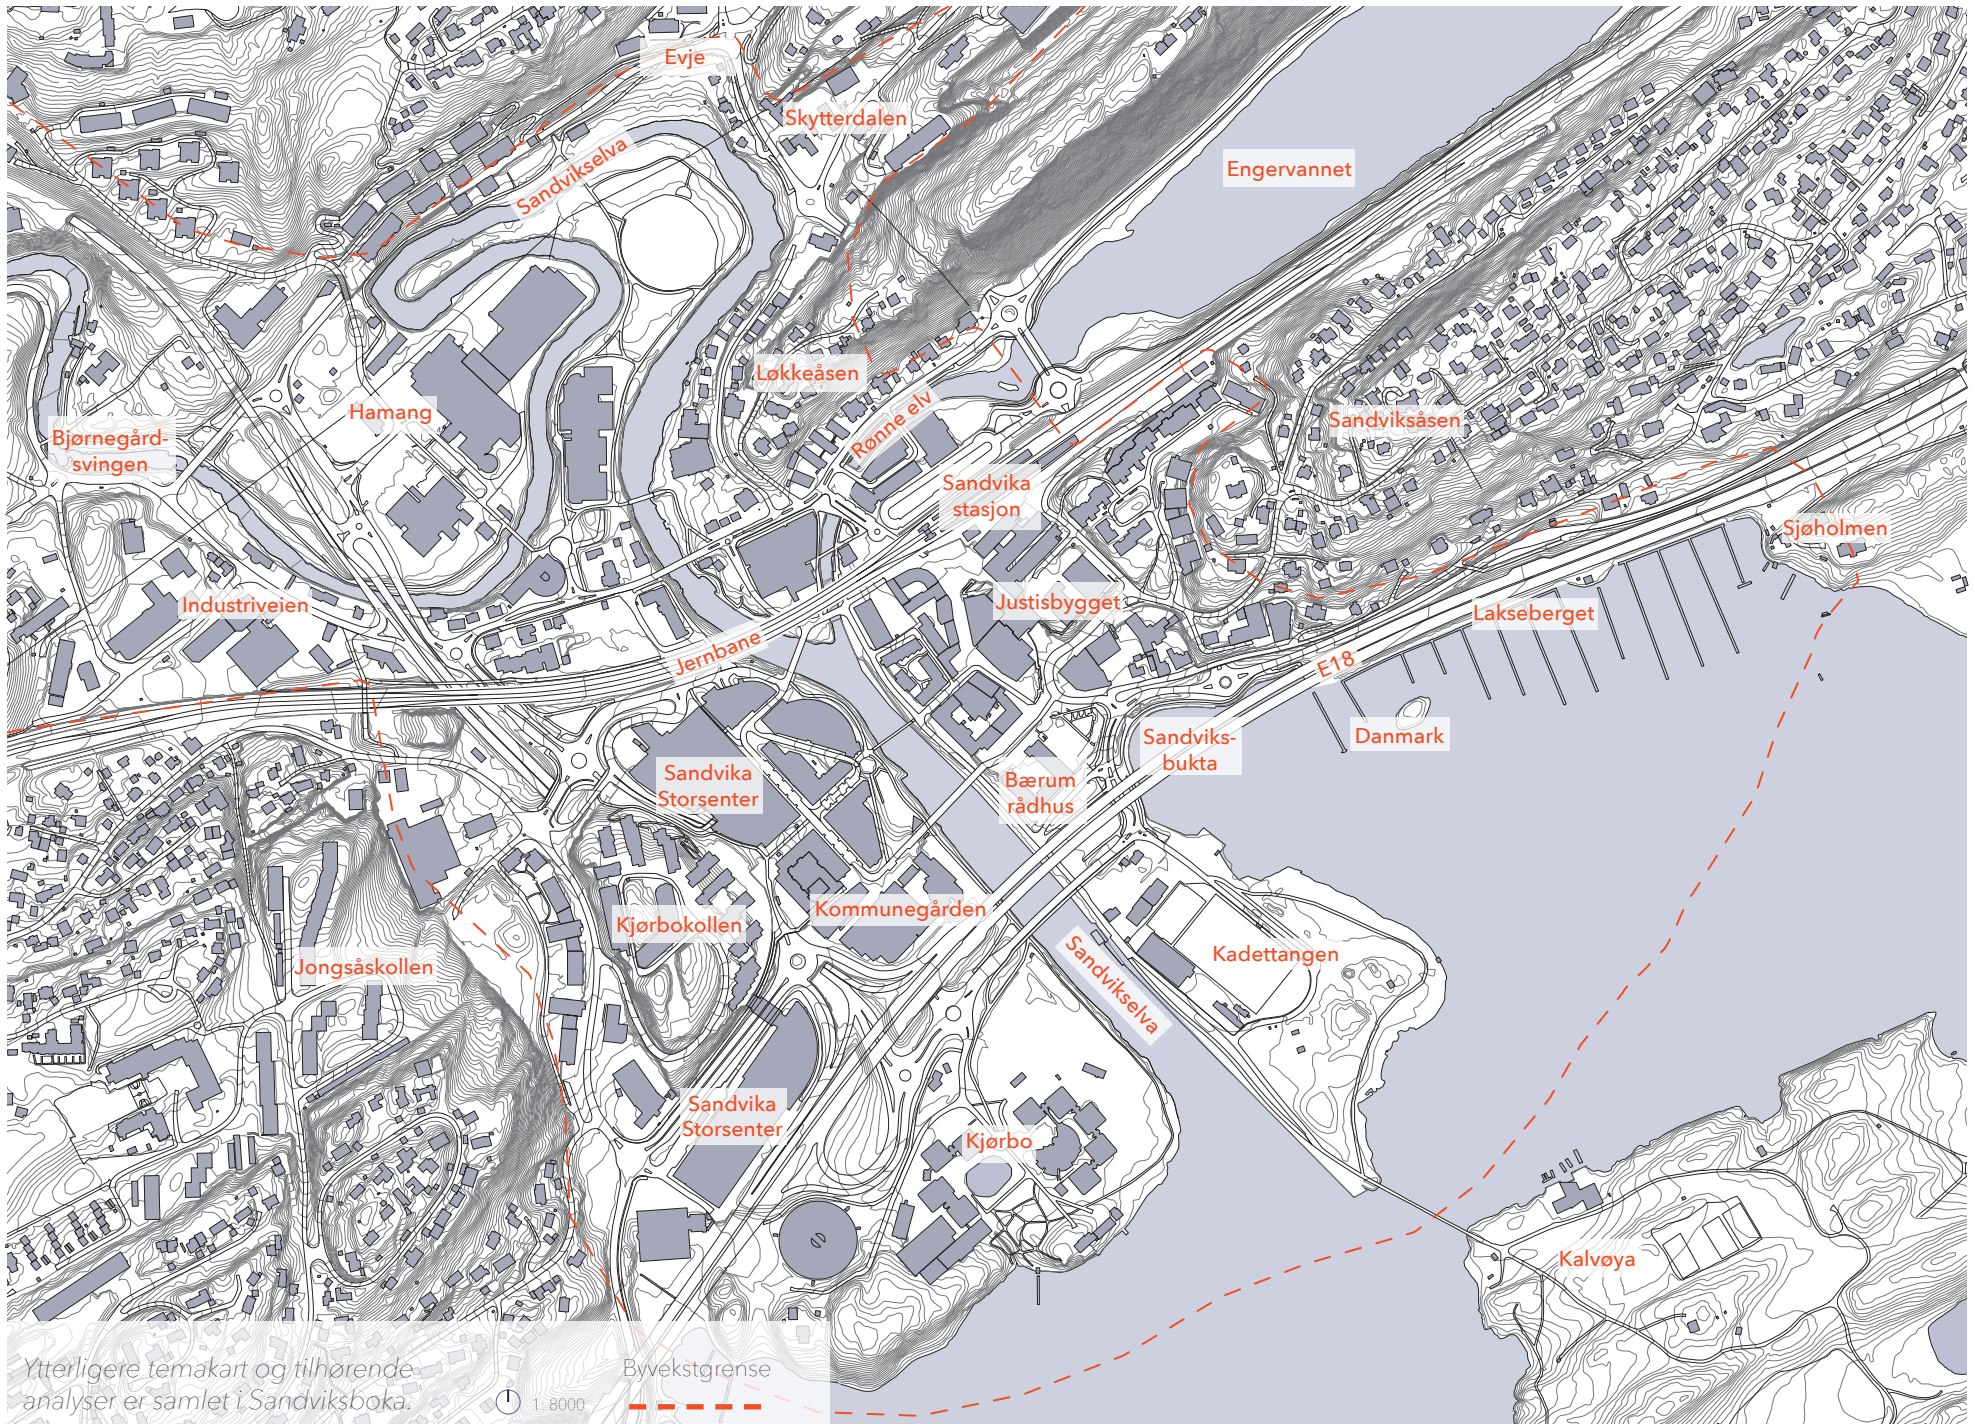 Evje
Skytterdalen
Engervannet
Sandvikselva
Løkkeåsen
Hamang
Rønne elv
Sandviksåsen
Bjørnegård-
svingen
Sandvika
stasjon
Sjøholmen
Industriveien
Justisbygget
Lakseberget
Jernbane
E18
Danmark
Sandviks-
bukta
Sandvika
Storsenter
Bærum
rådhus
Kommunegården
Kjørbokollen
Kadettangen
Jongsåskollen
Sandvikselva
Sandvika
Storsenter
Kjørbo
Kalvøya
Ytterligere temakart og tilhørende
analyser er samlet i Sandviksboka.
1: 8000
Byvekstgrense